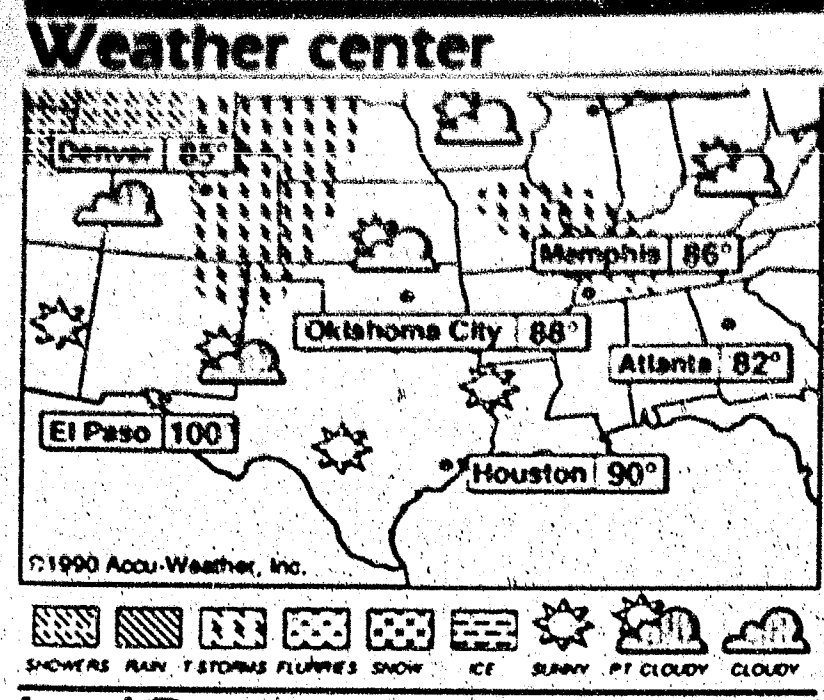 Weather center
Denver 85°
Memphis 86°
Oklahoma City 88°
Atlanta 82°
El Paso 100°
Houston 90°
©1990 Accu-Weather, Inc.
SHOWERS RAIN T-STORMS FLURRIES SNOW ICE SUNNY PT CLOUDY CLOUDY